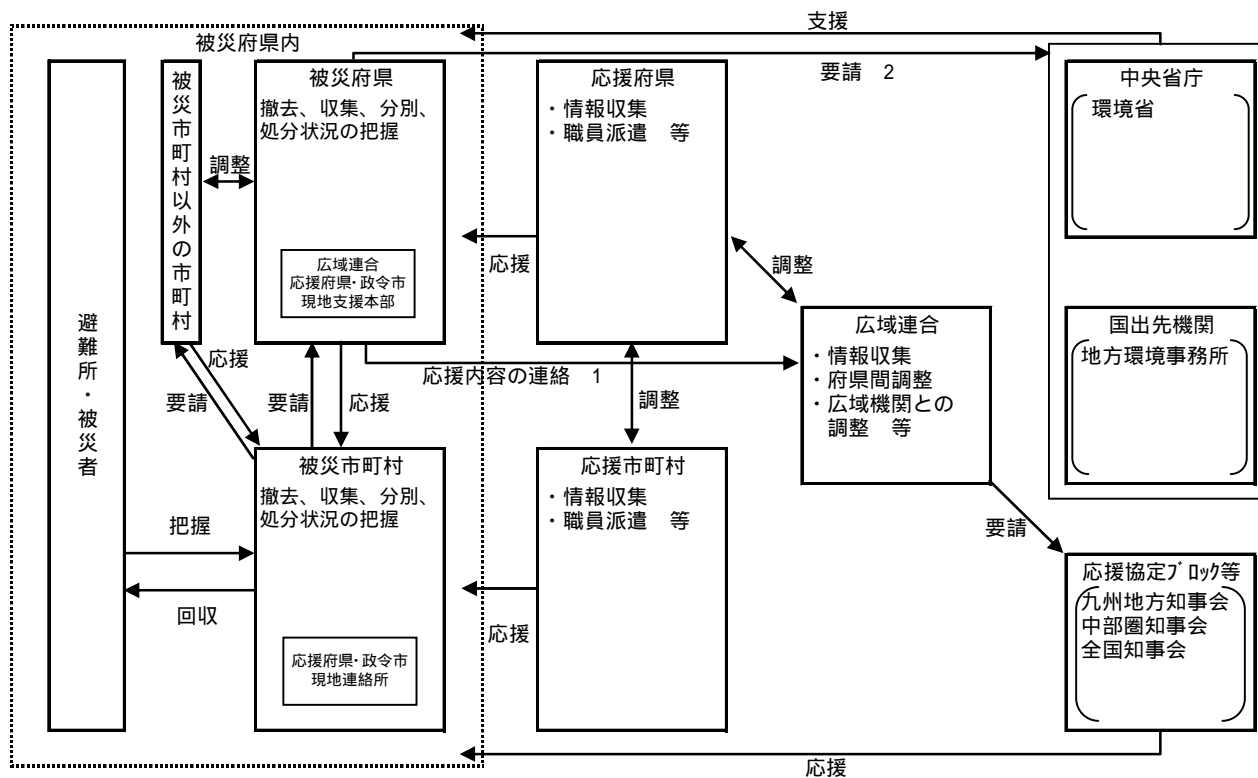 支援
被災府県内
要請 2
避難所・被災者
被災市町村以外の市町村
調整
被災府県
撤去、収集、分別、
処分状況の把握
広域連合
応援府県・政令市
現地支援本部
応援
応援府県
・情報収集
・職員派遣 等
調整
中央省庁
環境省
広域連合
・情報収集
・府県間調整
・広域機関との
調整 等
国出先機関
地方環境事務所
応援
要請
要請
応援
応援内容の連絡 1
調整
被災市町村
撤去、収集、分別、
処分状況の把握
応援府県・政令市
現地連絡所
把握
回収
応援
応援市町村
・情報収集
・職員派遣 等
要請
応援協定ブロック等
九州地方知事会
中部圏知事会
全国知事会
応援